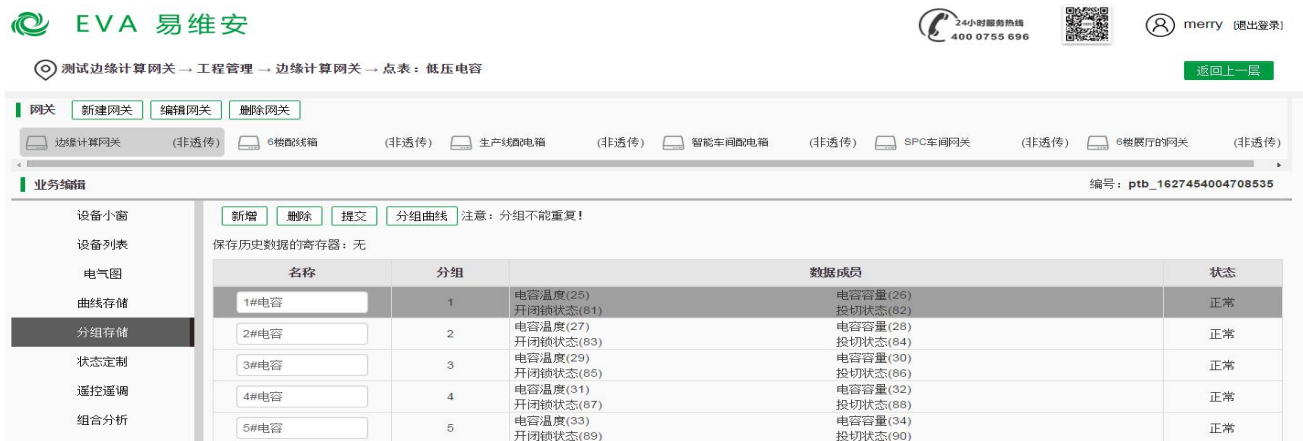 EVA 易维安
24小时服务热线
400 0755 696
merry [退出登录]
测试边缘计算网关→工程管理→边缘计算网关→点表：低压电容
返回上一层
网关 新建网关 编辑网关 删除网关
边缘计算网关 (非透传) 6楼配线箱 (非透传) 生产线配电箱 (非透传) 智能车间配电箱 (非透传) SPC车间网关 (非透传) 6楼展厅的网关 (非透传)
业务编辑 编号：ptb_1627454004708535
设备小窗
设备列表
电气图
曲线存储
分组存储
状态定制
遥控遥调
组合分析
新增 删除 提交 分组曲线 注意：分组不能重复！
保存历史数据的寄存器：无
名称 分组 数据成员 状态
1#电容 1 电容温度(25) 电容容量(26) 正常
开闭锁状态(81) 投切状态(82)
2#电容 2 电容温度(27) 电容容量(28) 正常
开闭锁状态(83) 投切状态(84)
3#电容 3 电容温度(29) 电容容量(30) 正常
开闭锁状态(85) 投切状态(86)
4#电容 4 电容温度(31) 电容容量(32) 正常
开闭锁状态(87) 投切状态(88)
5#电容 5 电容温度(33) 电容容量(34) 正常
开闭锁状态(89) 投切状态(90)